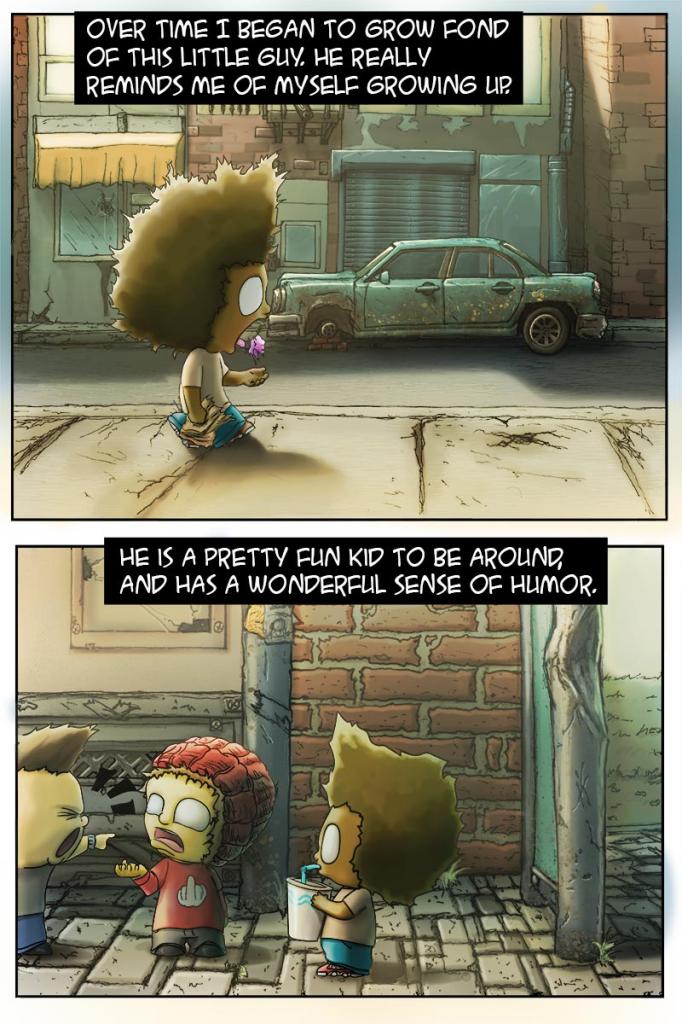 OVER TIME I BEGAN TO GROW FOND
OF THIS LITTLE GUY. HE REALLY
REMINDS ME OF MYSELF GROWING UP.
HE IS A PRETTY FUN KID TO BE AROUND,
AND HAS A WONDERFUL SENSE OF HUMOR.